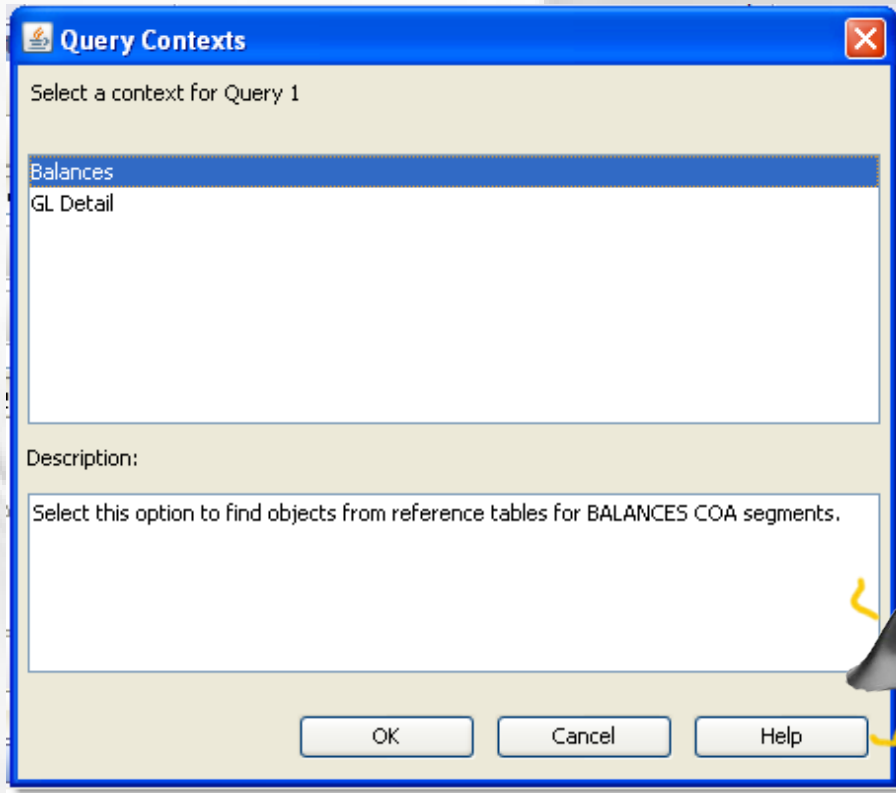 Query Contexts
Select a context for Query 1
Balances
GL Detail
Description:
Select this option to find objects from reference tables for BALANCES COA segments.
OK Cancel Help